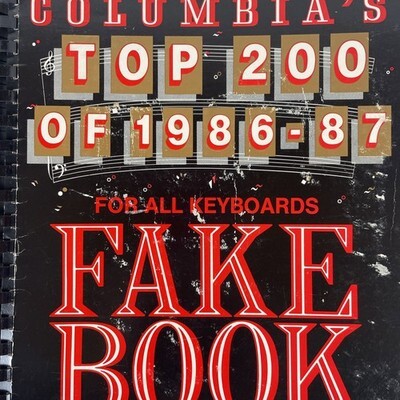 COLUMBIA'S
TOP 200
OF 1986-87
FOR ALL KEYBOARDS
FAKE
BOOK